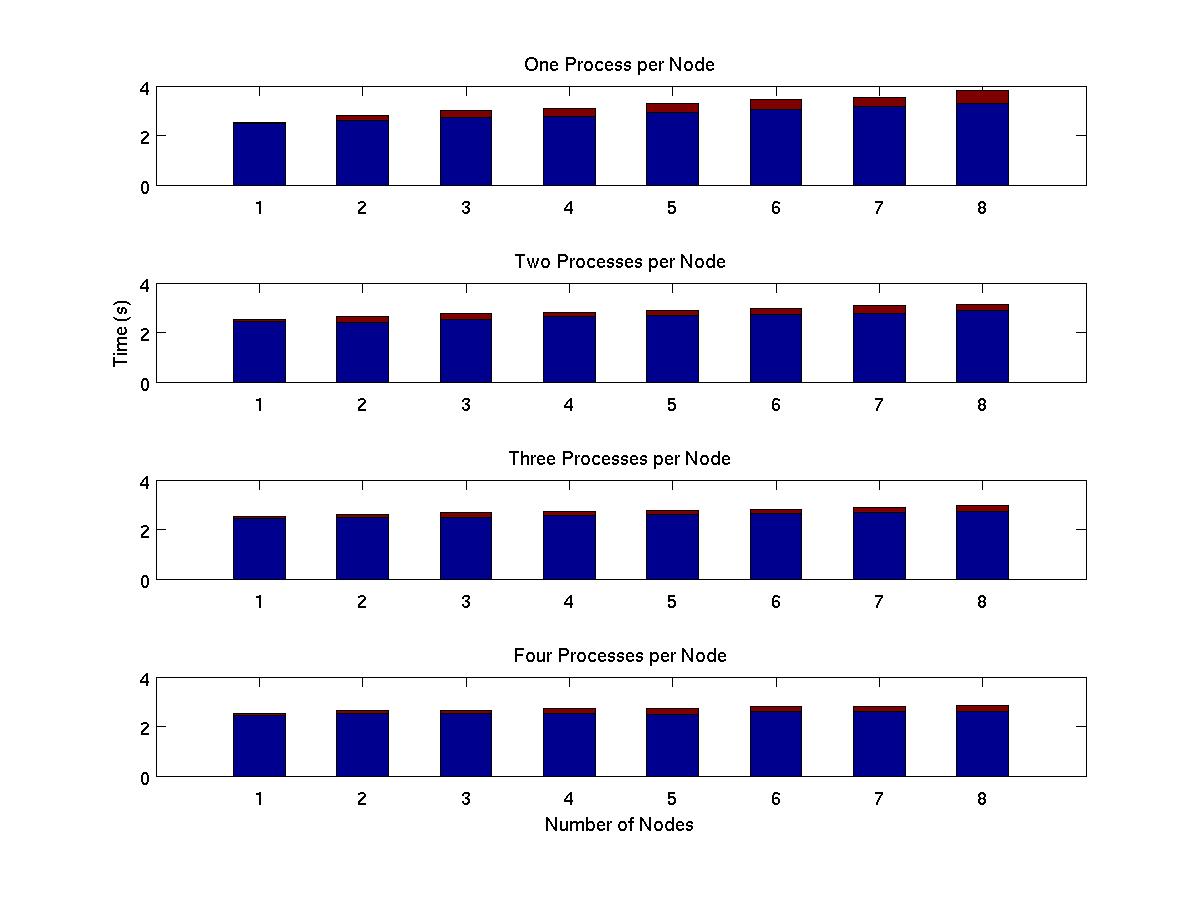 One Process per Node
4
2
0
1 2 3 4 5 6 7 8
Two Processes per Node
4
2
0
1 2 3 4 5 6 7 8
Time (s)
Three Processes per Node
4
2
0
1 2 3 4 5 6 7 8
Four Processes per Node
4
2
0
1 2 3 4 5 6 7 8
Number of Nodes